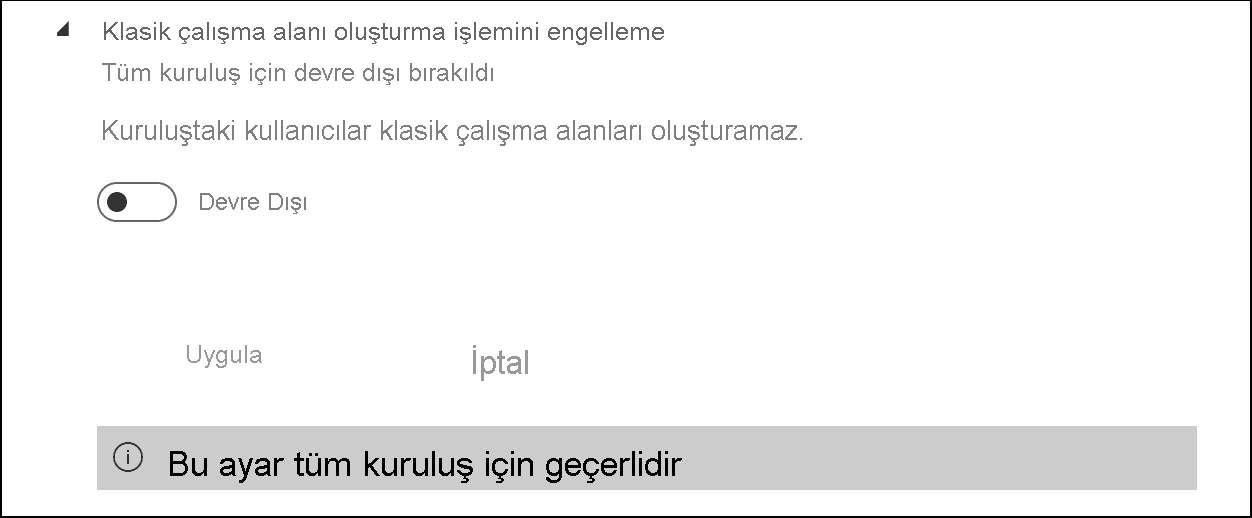 Klasik çalışma alanı oluşturma işlemini engelleme
Tüm kuruluş için devre dışı bırakıldı
Kuruluştaki kullanıcılar klasik çalışma alanları oluşturamaz.
Devre Dışı
Uygula İptal
Bu ayar tüm kuruluş için geçerlidir